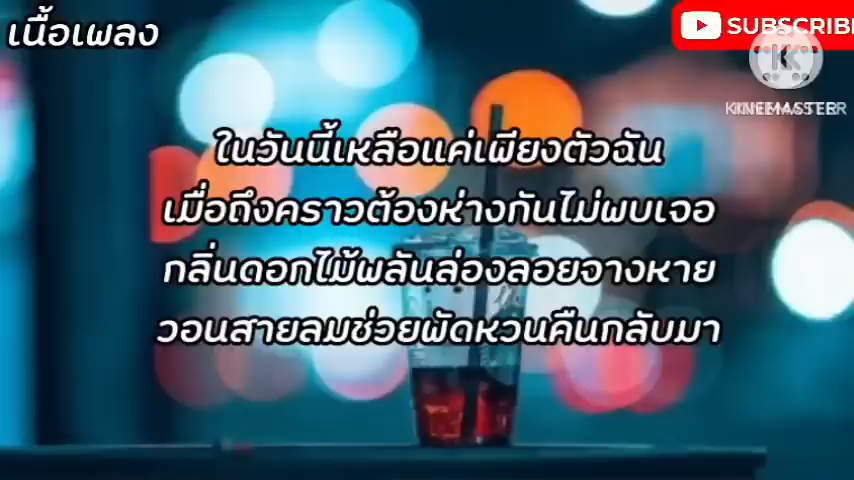 เนื้อเพลง
SUBSCRIBE
KINEMASTER
ในวันนี้เหลือแค่เพียงตัวฉัน
เมื่อถึงคราวต้องห่างกันไม่พบเจอ
กลิ่นดอกไม้พลันล่องลอยจางหาย
วอนสายลมช่วยพัดหวนคืนกลับมา